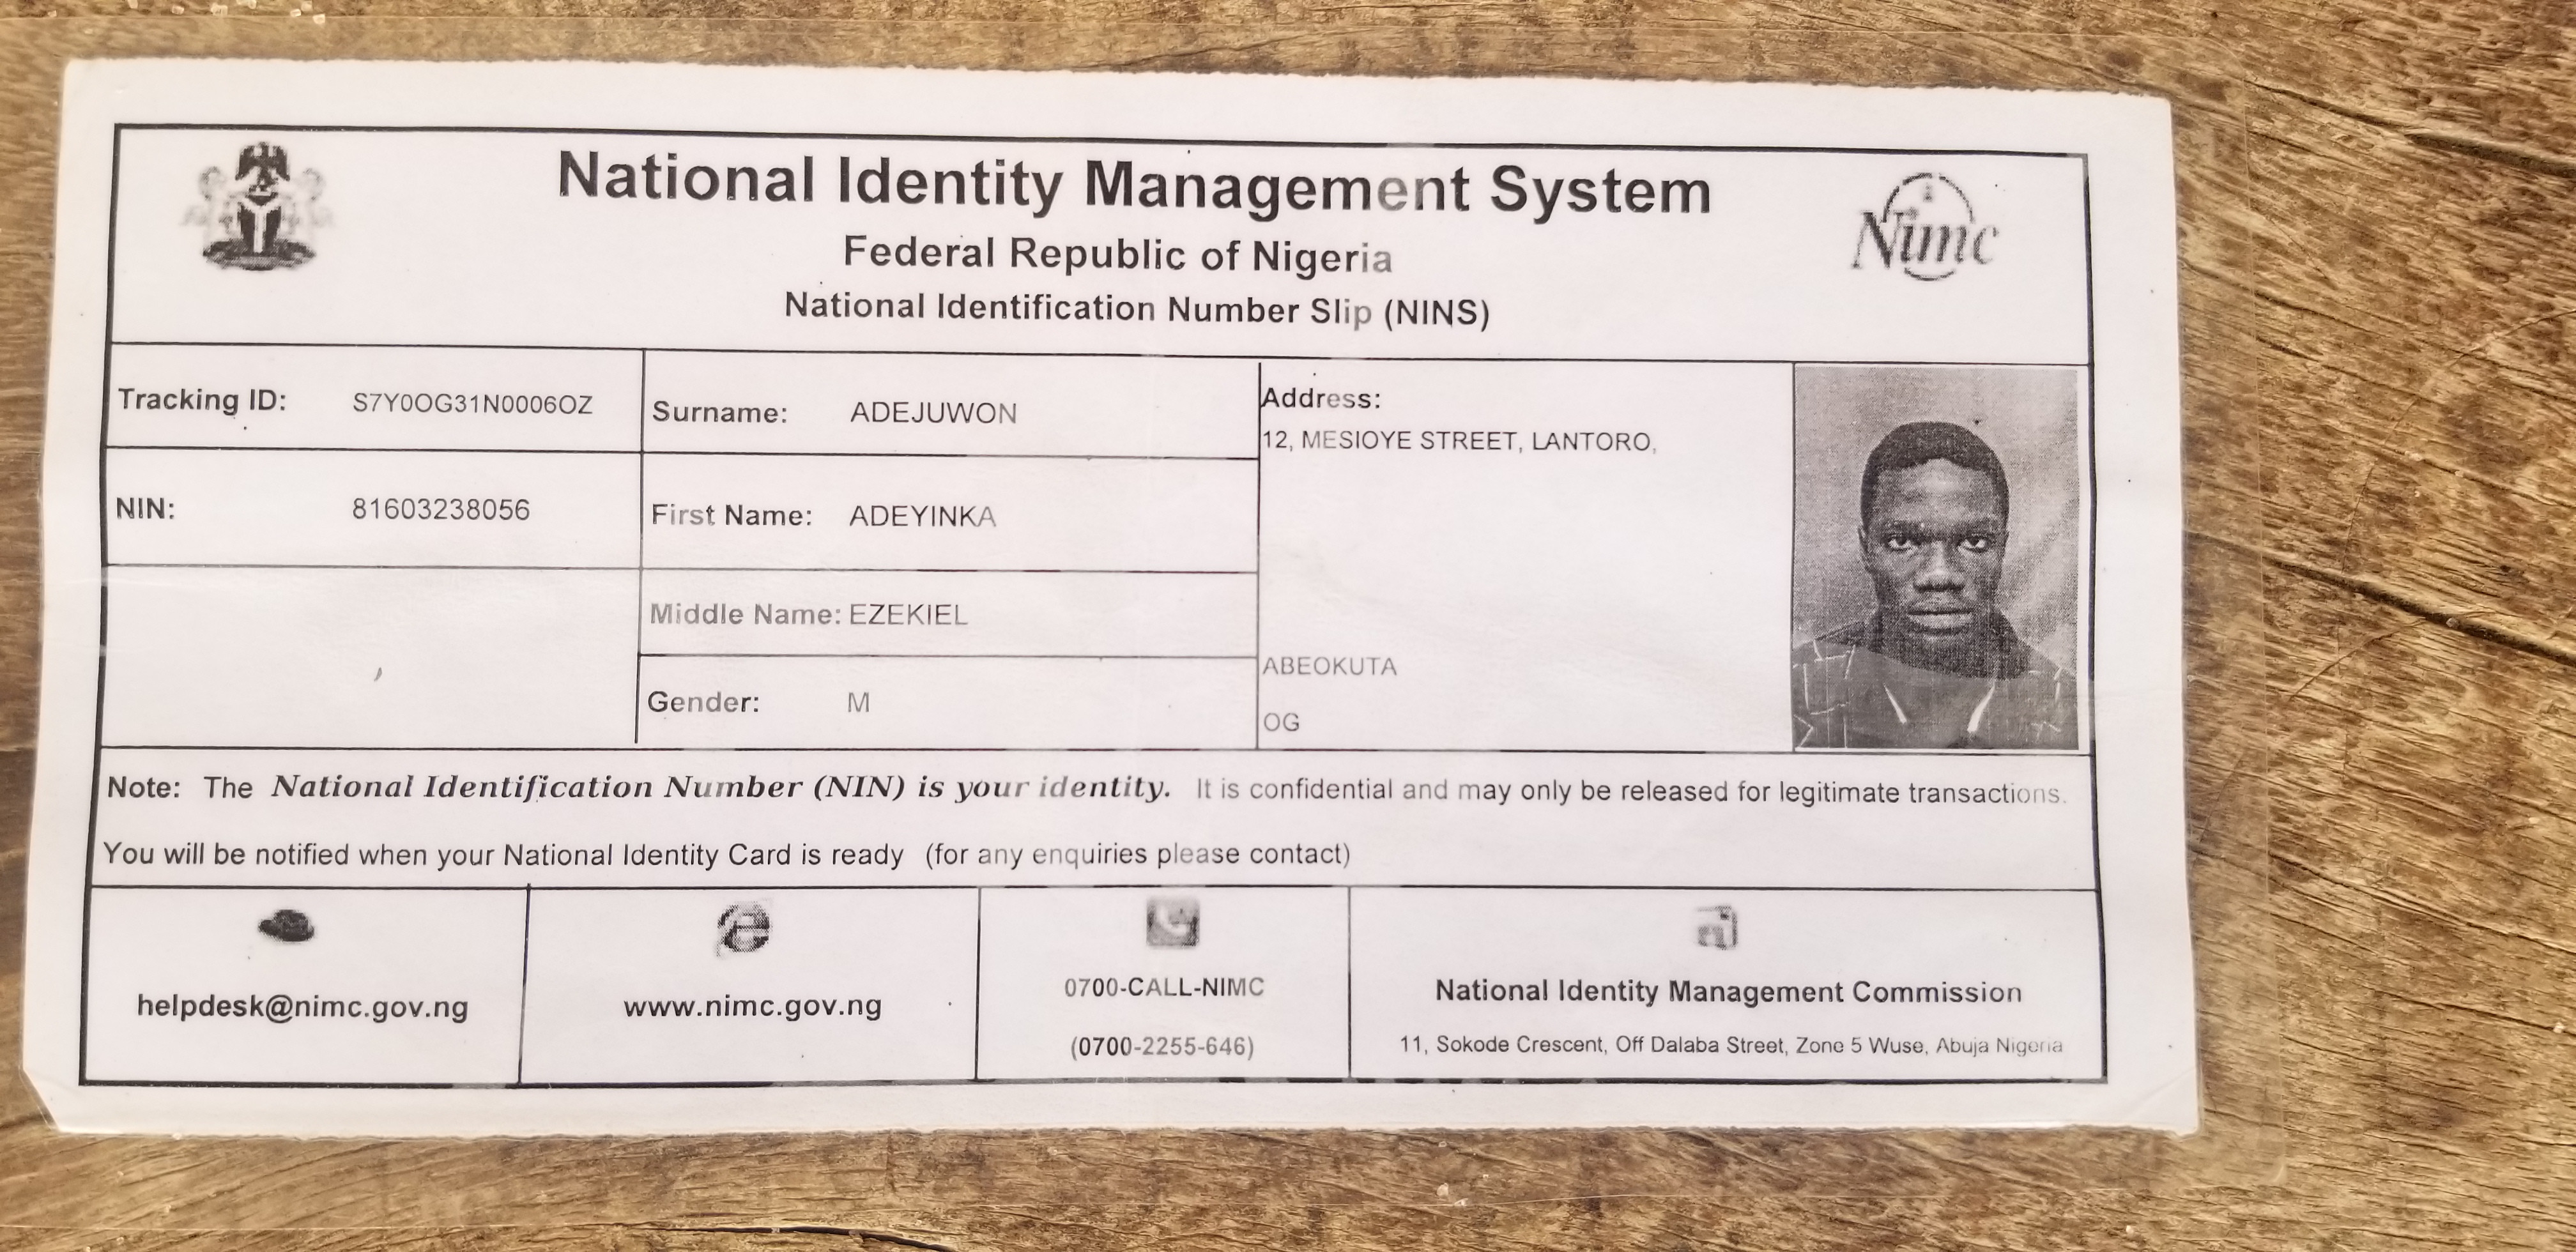 National Identity Management System
Federal Republic of Nigeria
National Identification Number Slip (NINS)
Nimc
Tracking ID: S7Y0OG31N0006OZ
Surname: ADEJUWON
Address:
12, MESIOYE STREET, LANTORO,
NIN: 81603238056
First Name: ADEYINKA
Middle Name: EZEKIEL
ABEOKUTA
Gender: M
OG
Note: The National Identification Number (NIN) is your identity. It is confidential and may only be released for legitimate transactions.
You will be notified when your National Identity Card is ready (for any enquiries please contact)
helpdesk@nimc.gov.ng
www.nimc.gov.ng
0700-CALL-NIMC
(0700-2255-646)
National Identity Management Commission
11, Sokode Crescent, Off Dalaba Street, Zone 5 Wuse, Abuja Nigeria